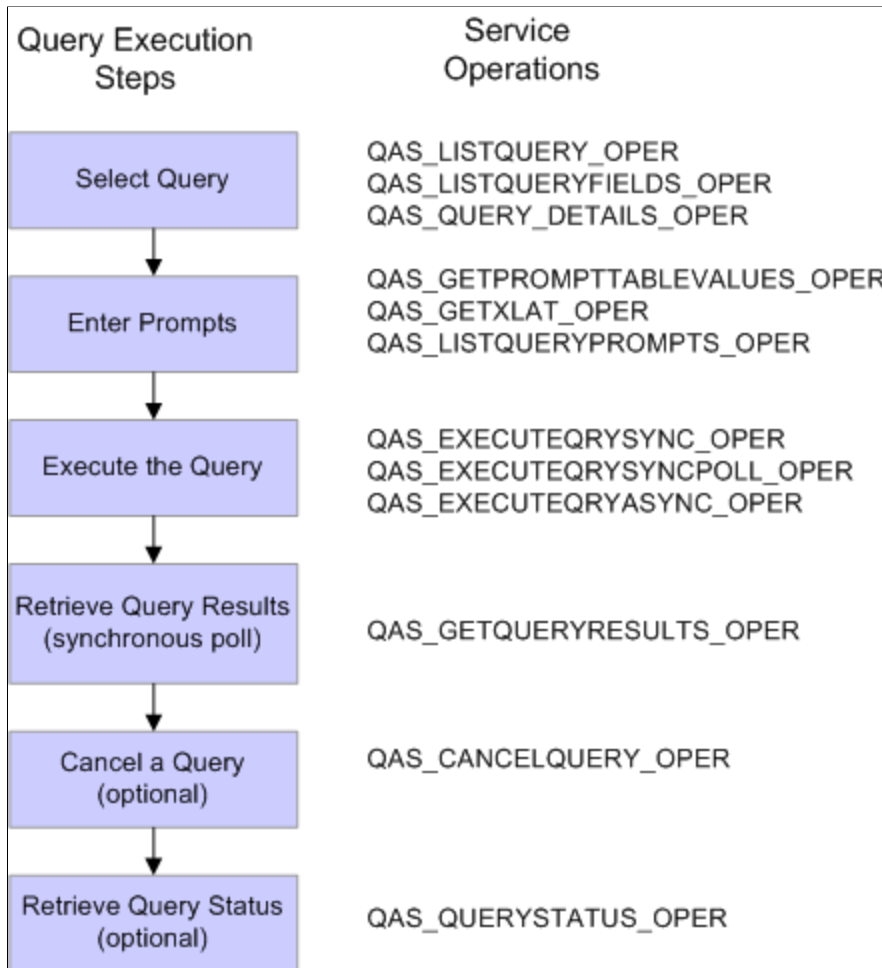 Query Execution
Steps
Service
Operations
Select Query
QAS_LISTQUERY_OPER
QAS_LISTQUERYFIELDS_OPER
QAS_QUERY_DETAILS_OPER
Enter Prompts
QAS_GETPROMPTTABLEVALUES_OPER
QAS_GETXLAT_OPER
QAS_LISTQUERYPROMPTS_OPER
Execute the Query
QAS_EXECUTEQRYSYNC_OPER
QAS_EXECUTEQRYSYNCPOLL_OPER
QAS_EXECUTEQRYASYNC_OPER
Retrieve Query Results
(synchronous poll)
QAS_GETQUERYRESULTS_OPER
Cancel a Query
(optional)
QAS_CANCELQUERY_OPER
Retrieve Query Status
(optional)
QAS_QUERYSTATUS_OPER